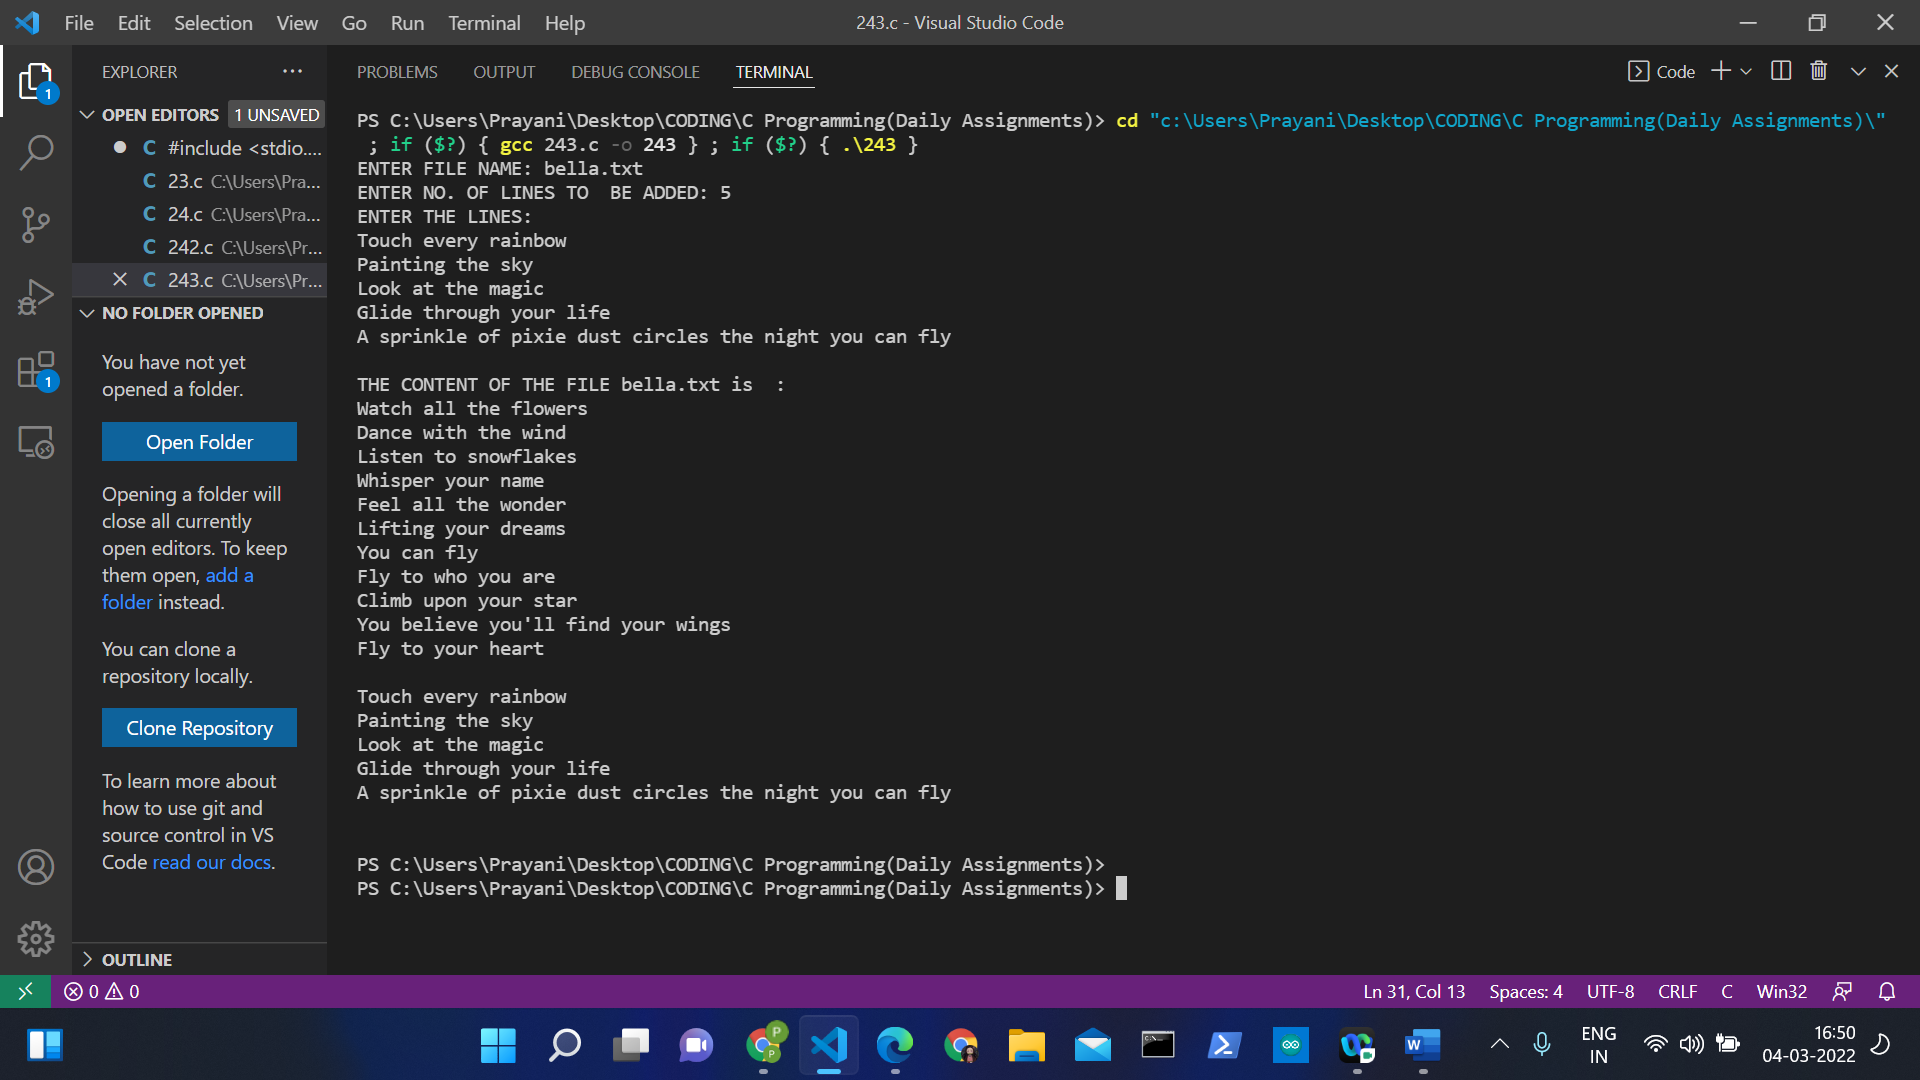 File Edit Selection View Go Run Terminal Help 243.c - Visual Studio Code
EXPLORER ...
PROBLEMS OUTPUT DEBUG CONSOLE TERMINAL
Code
OPEN EDITORS 1 UNSAVED
C #include <stdio....
C 23.c C:\Users\Pra...
C 24.c C:\Users\Pra...
C 242.c C:\Users\Pr...
C 243.c C:\Users\Pr...
NO FOLDER OPENED
You have not yet
opened a folder.
Open Folder
Opening a folder will
close all currently
open editors. To keep
them open, add a
folder instead.
You can clone a
repository locally.
Clone Repository
To learn more about
how to use git and
source control in VS
Code read our docs.
OUTLINE
1
1
PS C:\Users\Prayani\Desktop\CODING\C Programming(Daily Assignments)> cd "c:\Users\Prayani\Desktop\CODING\C Programming(Daily Assignments)\"
; if ($?) { gcc 243.c -o 243 } ; if ($?) { .\243 }
ENTER FILE NAME: bella.txt
ENTER NO. OF LINES TO  BE ADDED: 5
ENTER THE LINES:
Touch every rainbow
Painting the sky
Look at the magic
Glide through your life
A sprinkle of pixie dust circles the night you can fly
THE CONTENT OF THE FILE bella.txt is  :
Watch all the flowers
Dance with the wind
Listen to snowflakes
Whisper your name
Feel all the wonder
Lifting your dreams
You can fly
Fly to who you are
Climb upon your star
You believe you'll find your wings
Fly to your heart
Touch every rainbow
Painting the sky
Look at the magic
Glide through your life
A sprinkle of pixie dust circles the night you can fly
PS C:\Users\Prayani\Desktop\CODING\C Programming(Daily Assignments)>
PS C:\Users\Prayani\Desktop\CODING\C Programming(Daily Assignments)>
0 0
Ln 31, Col 13 Spaces: 4 UTF-8 CRLF C Win32
P
P
W
ENG
IN
16:50
04-03-2022